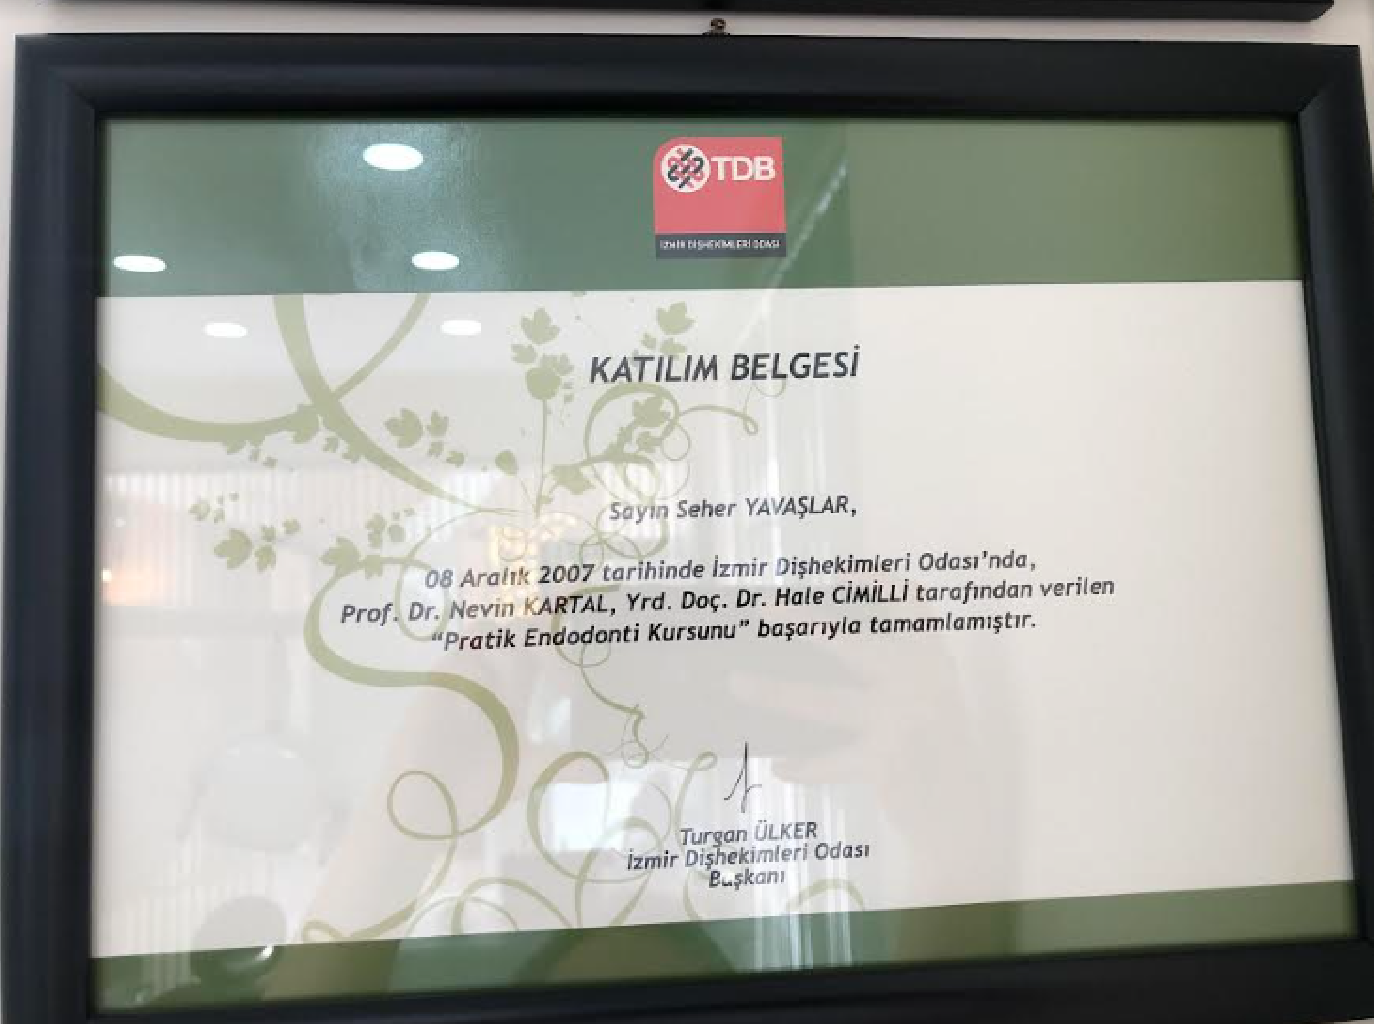 TDB
İZMİR DİŞHEKİMLERİ ODASI
KATILIM BELGESİ
Sayın Seher YAVAŞLAR,
08 Aralık 2007 tarihinde İzmir Dişhekimleri Odası'nda,
Prof. Dr. Nevin KARTAL, Yrd. Doç. Dr. Hale CİMİLLİ tarafından verilen
"Pratik Endodonti Kursunu" başarıyla tamamlamıştır.
Turgan ÜLKER
İzmir Dişhekimleri Odası
Başkanı